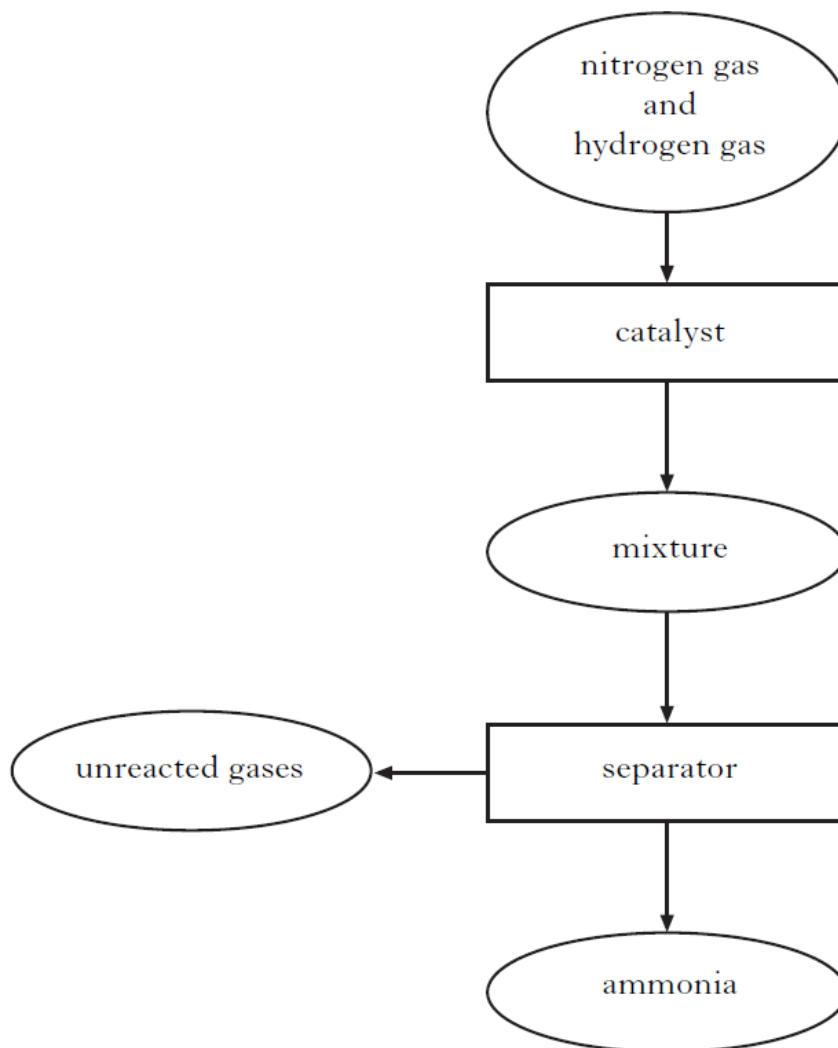 nitrogen gas
and
hydrogen gas
catalyst
mixture
unreacted gases
separator
ammonia